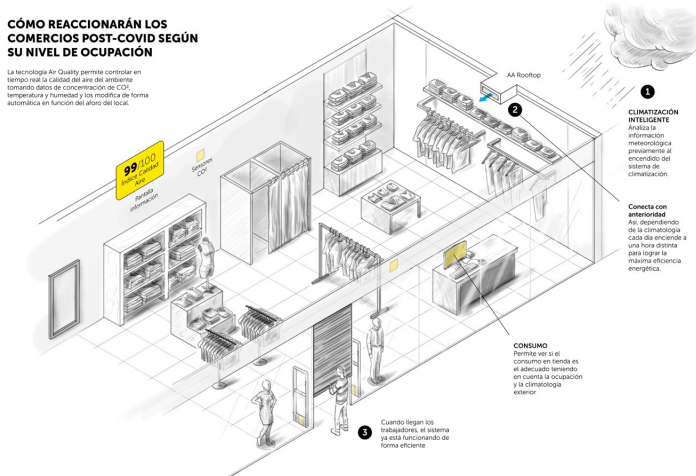 CÓMO REACCIONARÁN LOS
COMERCIOS POST-COVID SEGÚN
SU NIVEL DE OCUPACIÓN
La tecnología Air Quality permite controlar en
tiempo real la calidad del aire del ambiente
tomando datos de concentración de CO²,
temperatura y humedad y los modifica de forma
automática en función del aforo del local.
99/100
Índice Calidad
Aire
Pantalla
información
Sensores
CO²
AA Rooftop
1
CLIMATIZACIÓN
INTELIGENTE
Analiza la
información
meteorológica
previamente al
encendido del
sistema de
climatización.
2
Conecta con
anterioridad
Así, dependiendo
de la climatología
cada día enciende a
una hora distinta
para lograr la
máxima eficiencia
energética.
CONSUMO
Permite ver si el
consumo en tienda es
el adecuado teniendo
en cuenta la ocupación
y la climatología
exterior
3
Cuando llegan los
trabajadores, el sistema
ya está funcionando de
forma eficiente